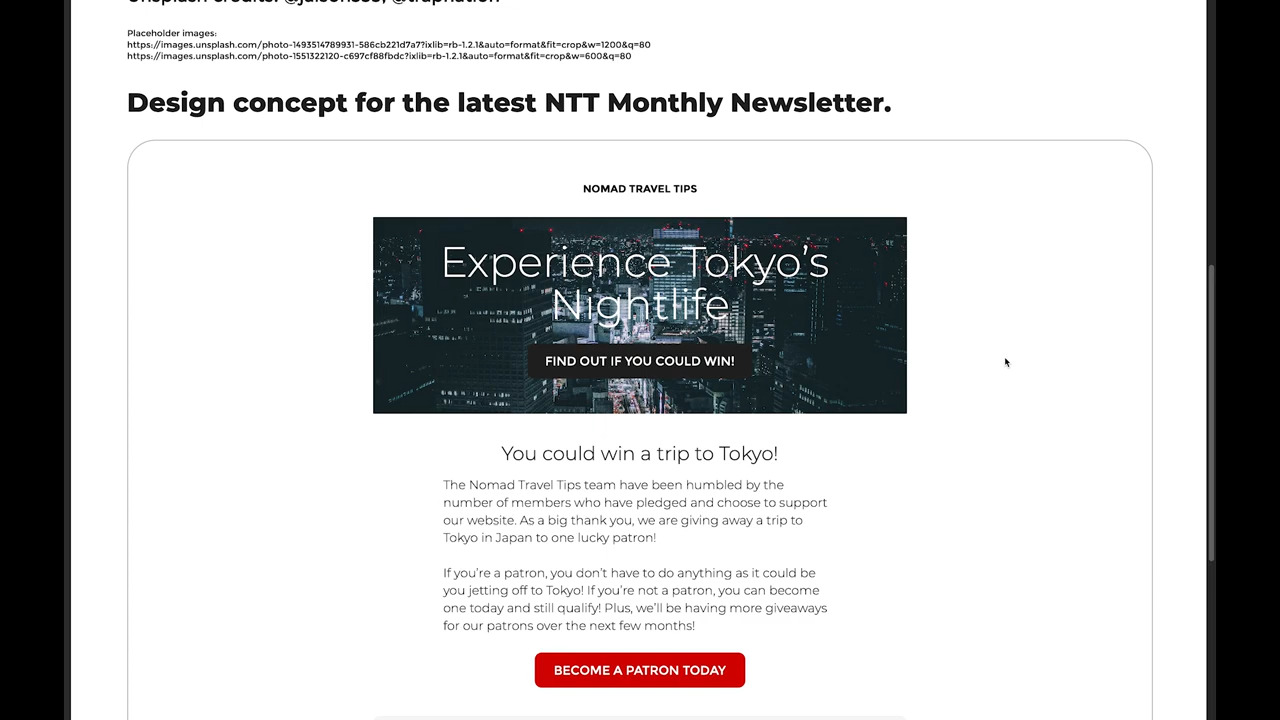 Placeholder images:
https://images.unsplash.com/photo-1493514789931-586cb221d7a7?ixlib=rb-1.2.1&auto=format&fit=crop&w=1200&q=80
https://images.unsplash.com/photo-1551322120-c697cf88fbdc?ixlib=rb-1.2.1&auto=format&fit=crop&w=600&q=80
Design concept for the latest NTT Monthly Newsletter.
NOMAD TRAVEL TIPS
Experience Tokyo’s
Nightlife
FIND OUT IF YOU COULD WIN!
You could win a trip to Tokyo!
The Nomad Travel Tips team have been humbled by the
number of members who have pledged and choose to support
our website. As a big thank you, we are giving away a trip to
Tokyo in Japan to one lucky patron!
If you’re a patron, you don’t have to do anything as it could be
you jetting off to Tokyo! If you’re not a patron, you can become
one today and still qualify! Plus, we’ll be having more giveaways
for our patrons over the next few months!
BECOME A PATRON TODAY